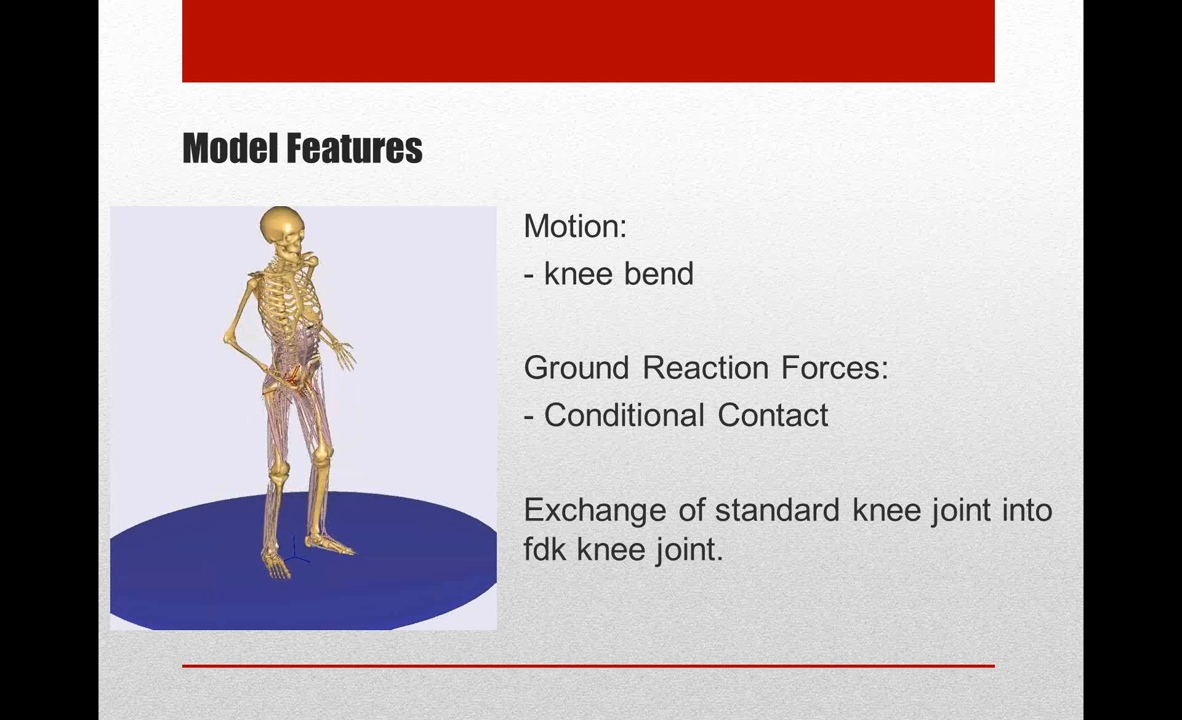 Model Features
Motion:
- knee bend
Ground Reaction Forces:
- Conditional Contact
Exchange of standard knee joint into
fdk knee joint.